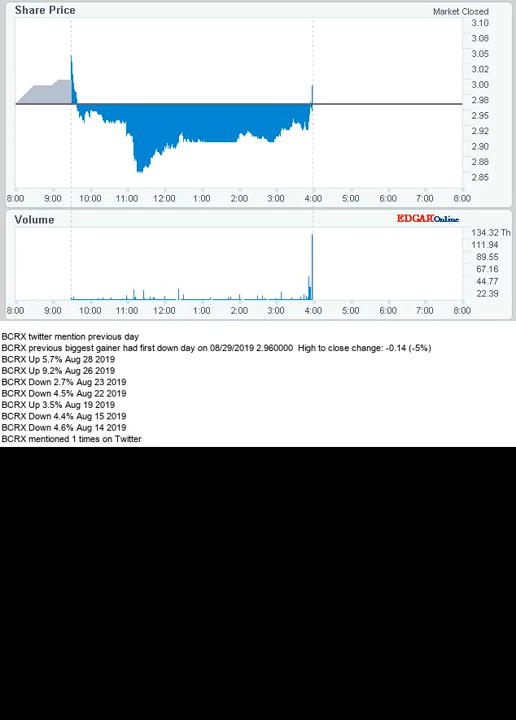 Share Price
Market Closed
3.10
3.08
3.05
3.02
3.00
2.98
2.95
2.92
2.90
2.88
2.85
8:00 9:00 10:00 11:00 12:00 1:00 2:00 3:00 4:00 5:00 6:00 7:00 8:00
Volume
EDGAR Online
134.32 Th
111.94
89.55
67.16
44.77
22.39
8:00 9:00 10:00 11:00 12:00 1:00 2:00 3:00 4:00 5:00 6:00 7:00 8:00
BCRX twitter mention previous day
BCRX previous biggest gainer had first down day on 08/29/2019 2.960000 High to close change: -0.14 (-5%)
BCRX Up 5.7% Aug 28 2019
BCRX Up 9.2% Aug 26 2019
BCRX Down 2.7% Aug 23 2019
BCRX Down 4.5% Aug 22 2019
BCRX Up 3.5% Aug 19 2019
BCRX Down 4.4% Aug 15 2019
BCRX Down 4.6% Aug 14 2019
BCRX mentioned 1 times on Twitter